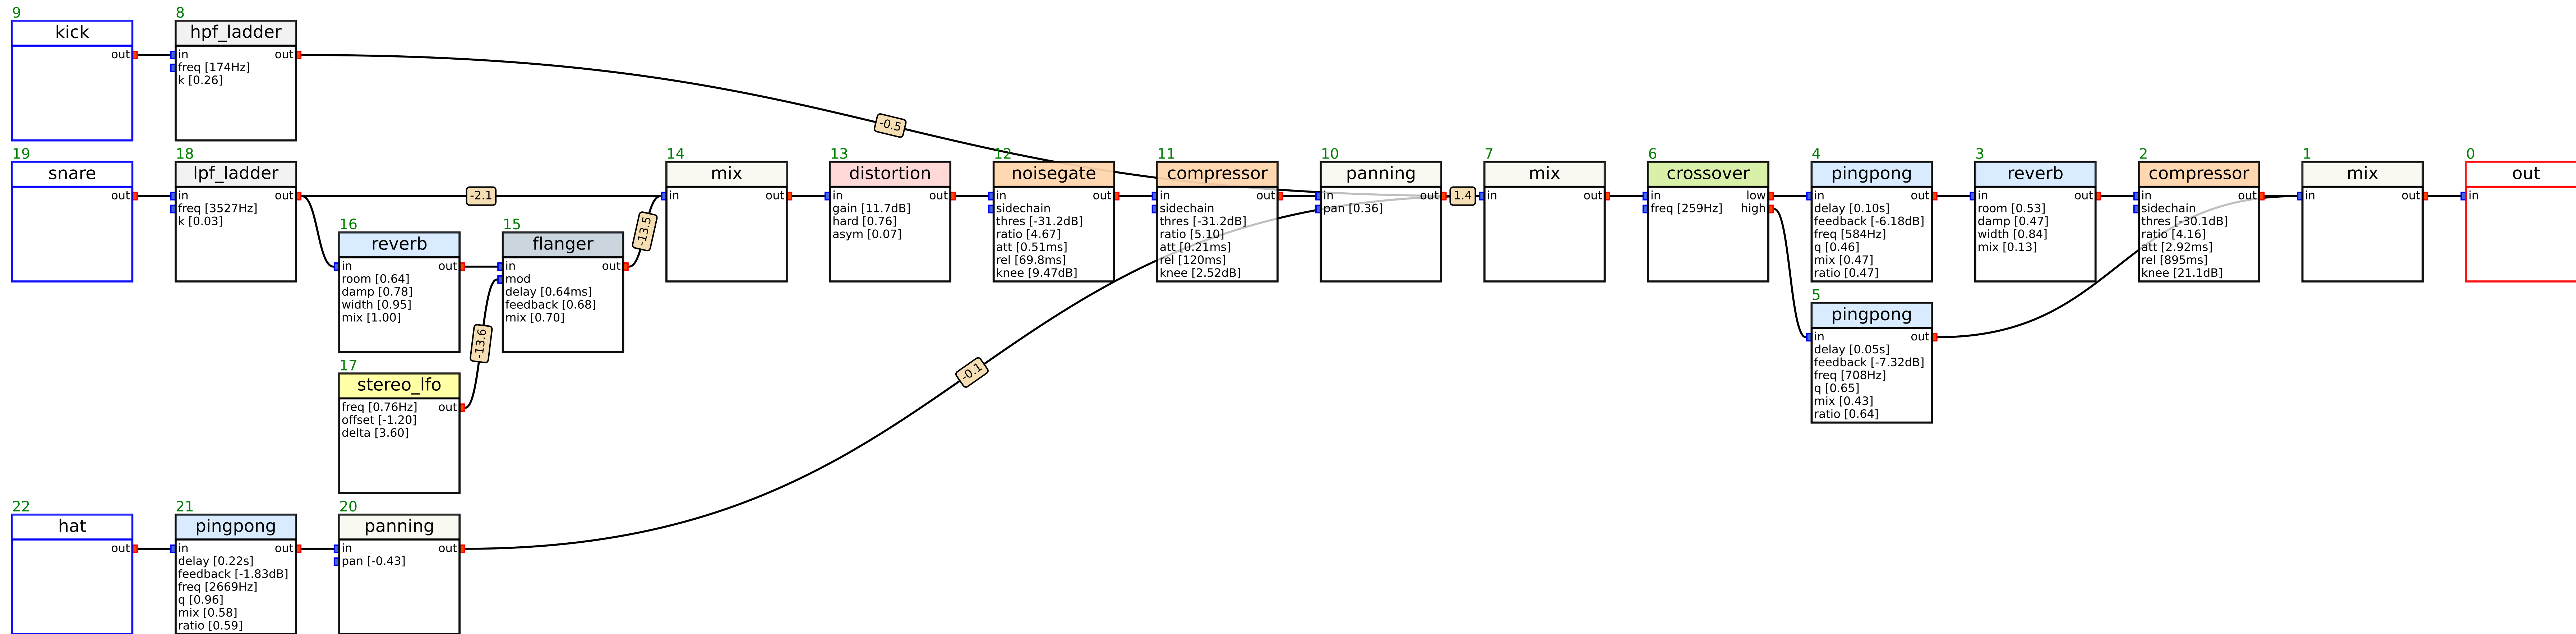 9
kick
out
8
hpf_ladder
in out
freq [174Hz]
k [0.26]
-0.5
19
snare
out
18
lpf_ladder
in out
freq [3527Hz]
k [0.03]
-2.1
16
reverb
in out
room [0.64]
damp [0.78]
width [0.95]
mix [1.00]
15
flanger
in out
mod
delay [0.64ms]
feedback [0.68]
mix [0.70]
-13.5
17
stereo_lfo
freq [0.76Hz] out
offset [-1.20]
delta [3.60]
-13.6
14
mix
in out
13
distortion
in out
gain [11.7dB]
hard [0.76]
asym [0.07]
12
noisegate
in out
sidechain
thres [-31.2dB]
ratio [4.67]
att [0.51ms]
rel [69.8ms]
knee [9.47dB]
11
compressor
in out
sidechain
thres [-31.2dB]
ratio [5.10]
att [0.21ms]
rel [120ms]
knee [2.52dB]
10
panning
in out
pan [0.36]
1.4
7
mix
in out
6
crossover
in low
freq [259Hz] high
4
pingpong
in out
delay [0.10s]
feedback [-6.18dB]
freq [584Hz]
q [0.46]
mix [0.47]
ratio [0.47]
3
reverb
in out
room [0.53]
damp [0.47]
width [0.84]
mix [0.13]
2
compressor
in out
sidechain
thres [-30.1dB]
ratio [4.16]
att [2.92ms]
rel [895ms]
knee [21.1dB]
1
mix
in out
0
out
in
5
pingpong
in out
delay [0.05s]
feedback [-7.32dB]
freq [708Hz]
q [0.65]
mix [0.43]
ratio [0.64]
22
hat
out
21
pingpong
in out
delay [0.22s]
feedback [-1.83dB]
freq [2669Hz]
q [0.96]
mix [0.58]
ratio [0.59]
20
panning
in out
pan [-0.43]
-0.1